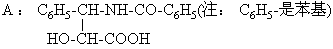 A： C₆H₅-CH-NH-CO-C₆H₅(注： C₆H₅-是苯基)
HO-CH-COOH